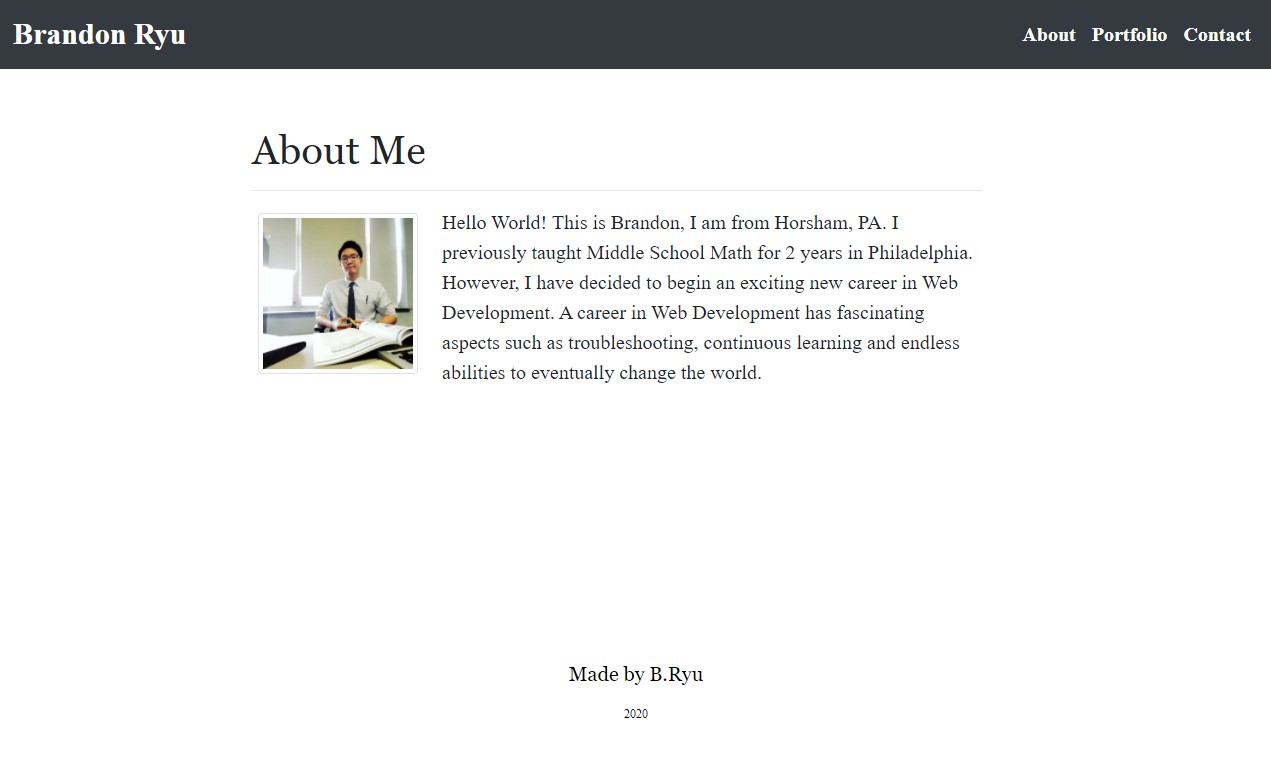 Brandon Ryu
About Portfolio Contact
About Me
Hello World! This is Brandon, I am from Horsham, PA. I
previously taught Middle School Math for 2 years in Philadelphia.
However, I have decided to begin an exciting new career in Web
Development. A career in Web Development has fascinating
aspects such as troubleshooting, continuous learning and endless
abilities to eventually change the world.
Made by B.Ryu
2020